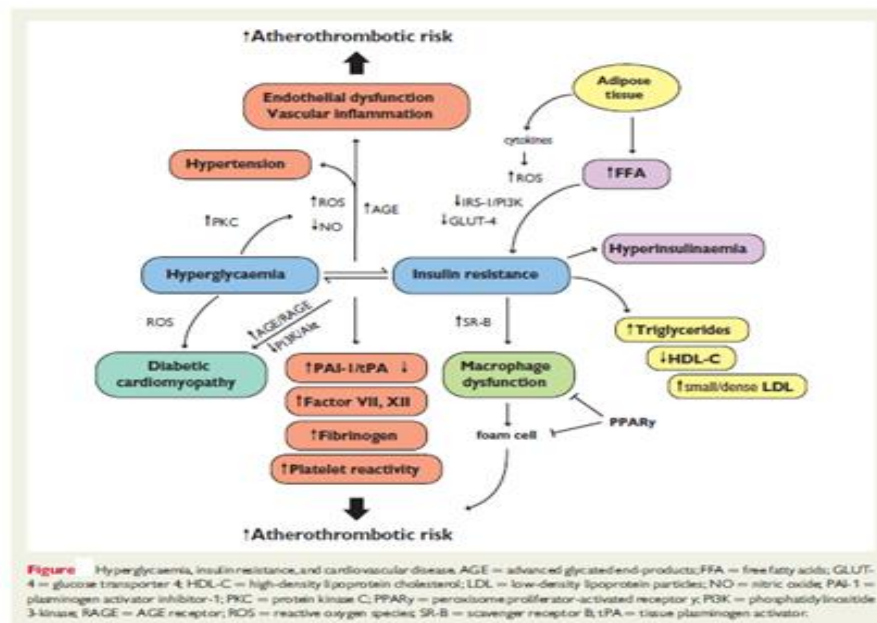 ↑Atherothrombotic risk
Endothelial dysfunction
Vascular inflammation
Adipose
tissue
cytokines
↑ROS
Hypertension
↑FFA
↑ROS
↓NO
↑AGE
↓IRS-1/PI3K
↓GLUT-4
↑PKC
Hyperinsulinaemia
Hyperglycaemia
Insulin resistance
ROS
↑AGE/RAGE
↓PI3K/Akt
↑SR-B
↑Triglycerides
↓HDL-C
↑small/dense LDL
Diabetic
cardiomyopathy
↑PAI-1/tPA ↓
↑Factor VII, XII
↑Fibrinogen
↑Platelet reactivity
Macrophage
dysfunction
foam cell
PPARγ
↑Atherothrombotic risk
Figure Hyperglycaemia, insulin resistance, and cardiovascular disease. AGE = advanced glycated end-products; FFA = free fatty acids; GLUT-
4 = glucose transporter 4; HDL-C = high-density lipoprotein cholesterol; LDL = low-density lipoprotein particles; NO = nitric oxide; PAI-1 =
plasminogen activator inhibitor-1; PKC = protein kinase C; PPARγ = peroxisome proliferator-activated receptor γ; PI3K = phosphatidylinositide
3-kinase; RAGE = AGE receptor; ROS = reactive oxygen species; SR-B = scavenger receptor B; tPA = tissue plasminogen activator.